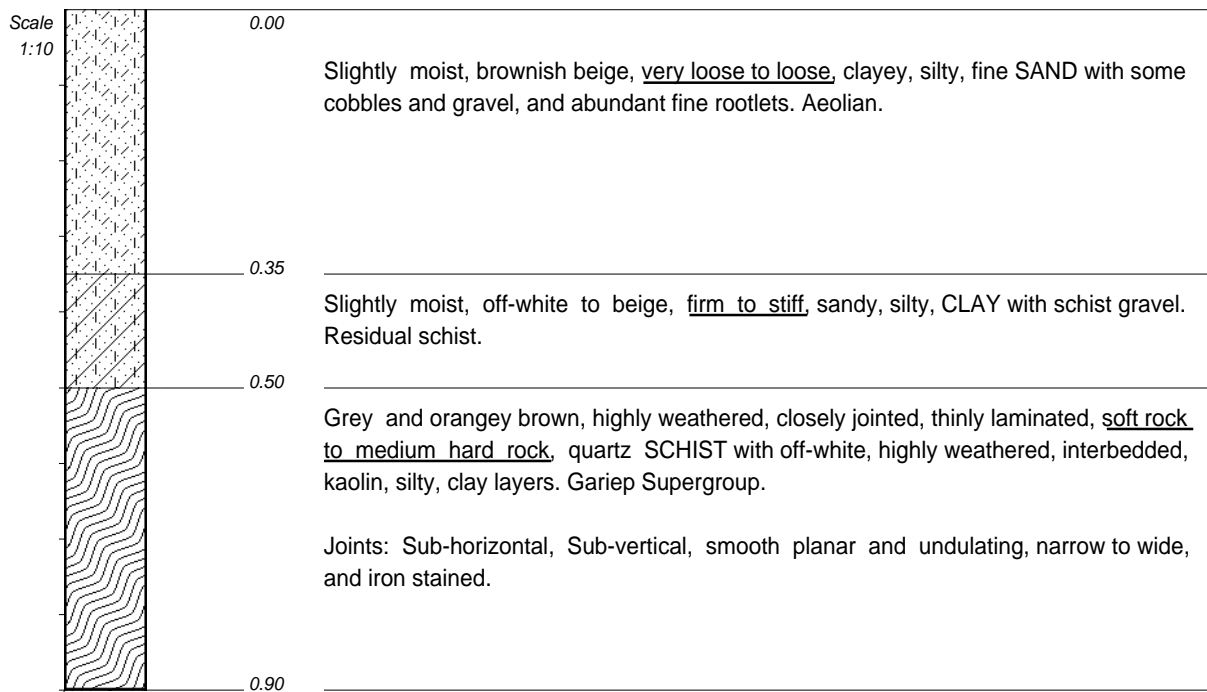 Scale
1:10
0.00
Slightly moist, brownish beige, very loose to loose, clayey, silty, fine SAND with some
cobbles and gravel, and abundant fine rootlets. Aeolian.
0.35
Slightly moist, off-white to beige, firm to stiff, sandy, silty, CLAY with schist gravel.
Residual schist.
0.50
Grey and orangey brown, highly weathered, closely jointed, thinly laminated, soft rock
to medium hard rock, quartz SCHIST with off-white, highly weathered, interbedded,
kaolin, silty, clay layers. Gariep Supergroup.
Joints: Sub-horizontal, Sub-vertical, smooth planar and undulating, narrow to wide,
and iron stained.
0.90